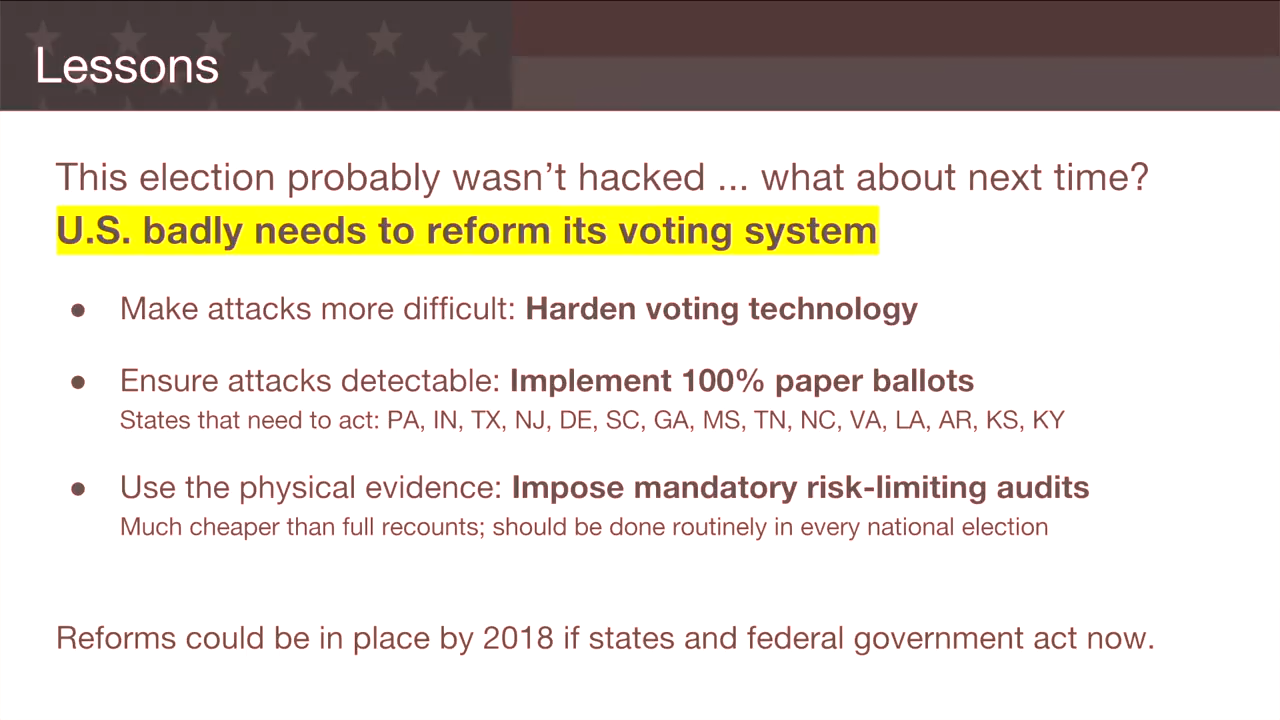 Lessons
This election probably wasn’t hacked ... what about next time?
U.S. badly needs to reform its voting system
● Make attacks more difficult: Harden voting technology
● Ensure attacks detectable: Implement 100% paper ballots
States that need to act: PA, IN, TX, NJ, DE, SC, GA, MS, TN, NC, VA, LA, AR, KS, KY
● Use the physical evidence: Impose mandatory risk-limiting audits
Much cheaper than full recounts; should be done routinely in every national election
Reforms could be in place by 2018 if states and federal government act now.